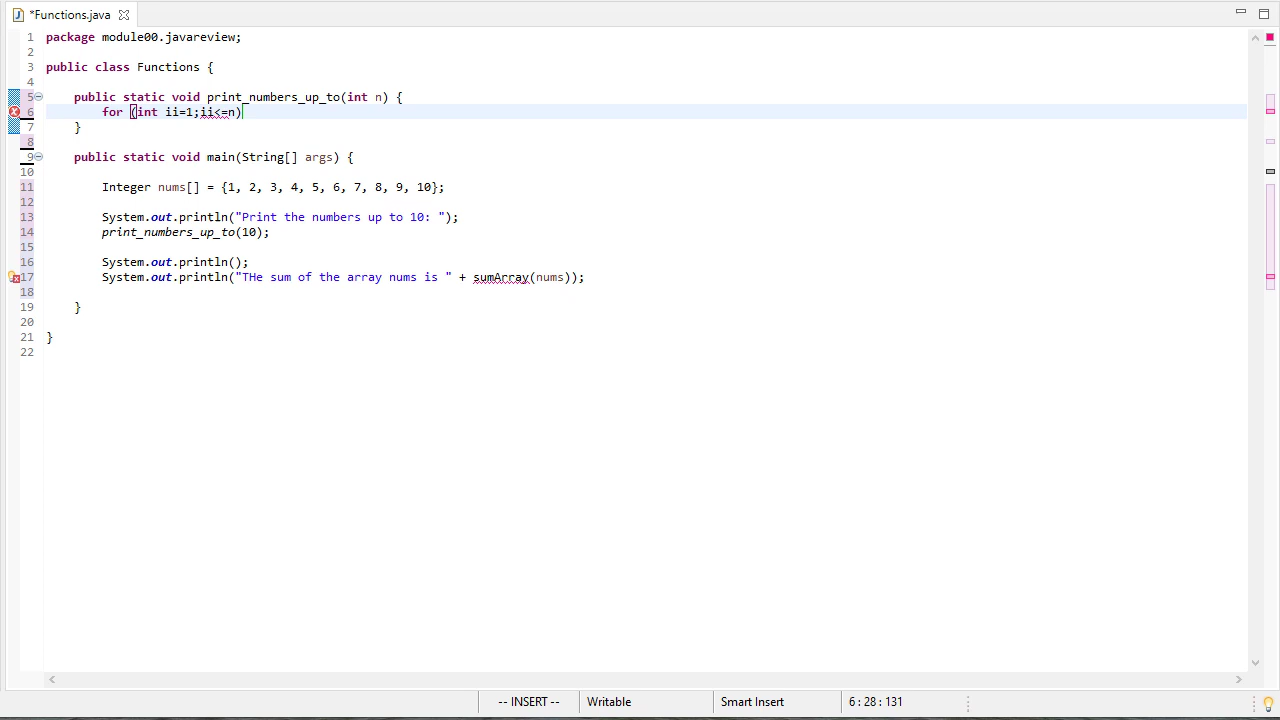 *Functions.java
1 package module00.javareview;
2
3 public class Functions {
4
5 public static void print_numbers_up_to(int n) {
6 for (int ii=1;ii<=n)
7 }
8
9 public static void main(String[] args) {
10
11 Integer nums[] = {1, 2, 3, 4, 5, 6, 7, 8, 9, 10};
12
13 System.out.println("Print the numbers up to 10: ");
14 print_numbers_up_to(10);
15
16 System.out.println();
17 System.out.println("THe sum of the array nums is " + sumArray(nums));
18
19 }
20
21 }
22
-- INSERT -- Writable Smart Insert 6 : 28 : 131